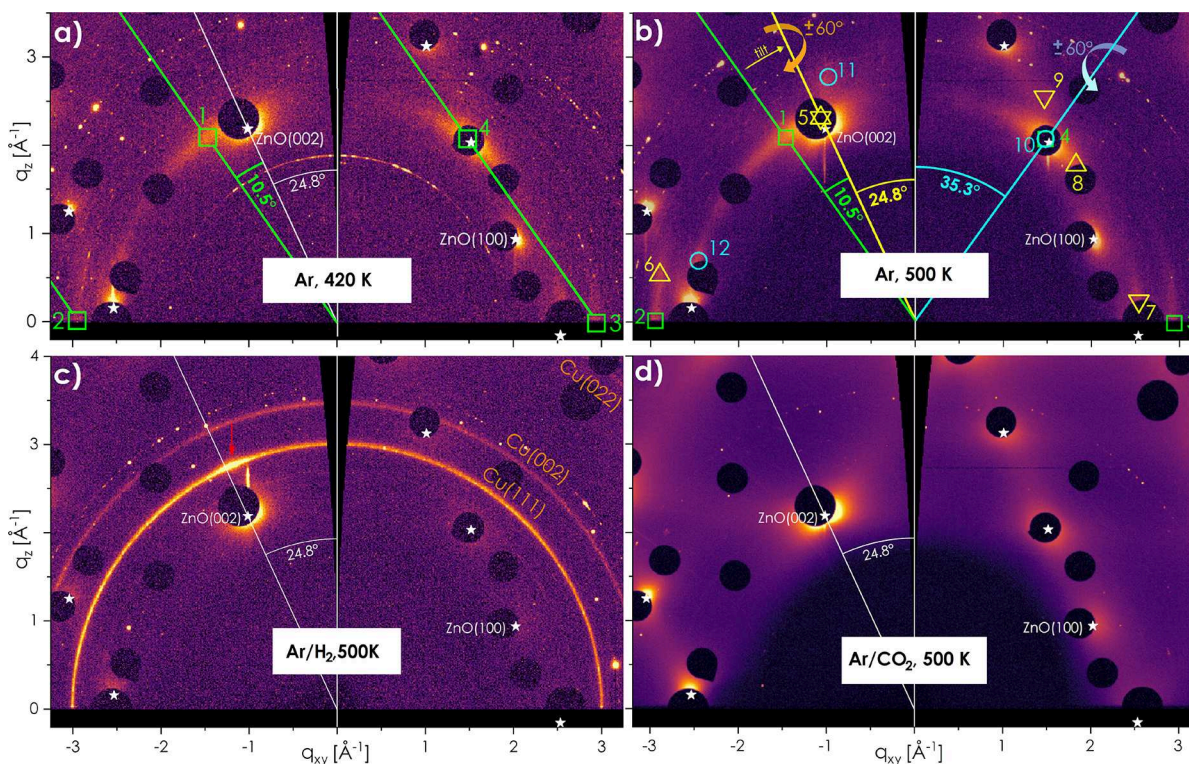 a)
b)
3
2
1
0
q_z [Å⁻¹]
1
ZnO(002)
10.5°
24.8°
4
ZnO(100)
Ar, 420 K
2
3
tilt
±60°
11
5
1
ZnO(002)
10.5°
24.8°
35.3°
±60°
9
10
4
8
ZnO(100)
12
6
Ar, 500 K
2
7
c)
d)
4
3
2
1
0
q_z [Å⁻¹]
Cu(022)
Cu(002)
Cu(111)
ZnO(002)
24.8°
ZnO(100)
Ar/H₂,500K
ZnO(002)
24.8°
ZnO(100)
Ar/CO₂, 500 K
-3 -2 -1 0 1 2 3
-3 -2 -1 0 1 2 3
q_xy [Å⁻¹]
q_xy [Å⁻¹]